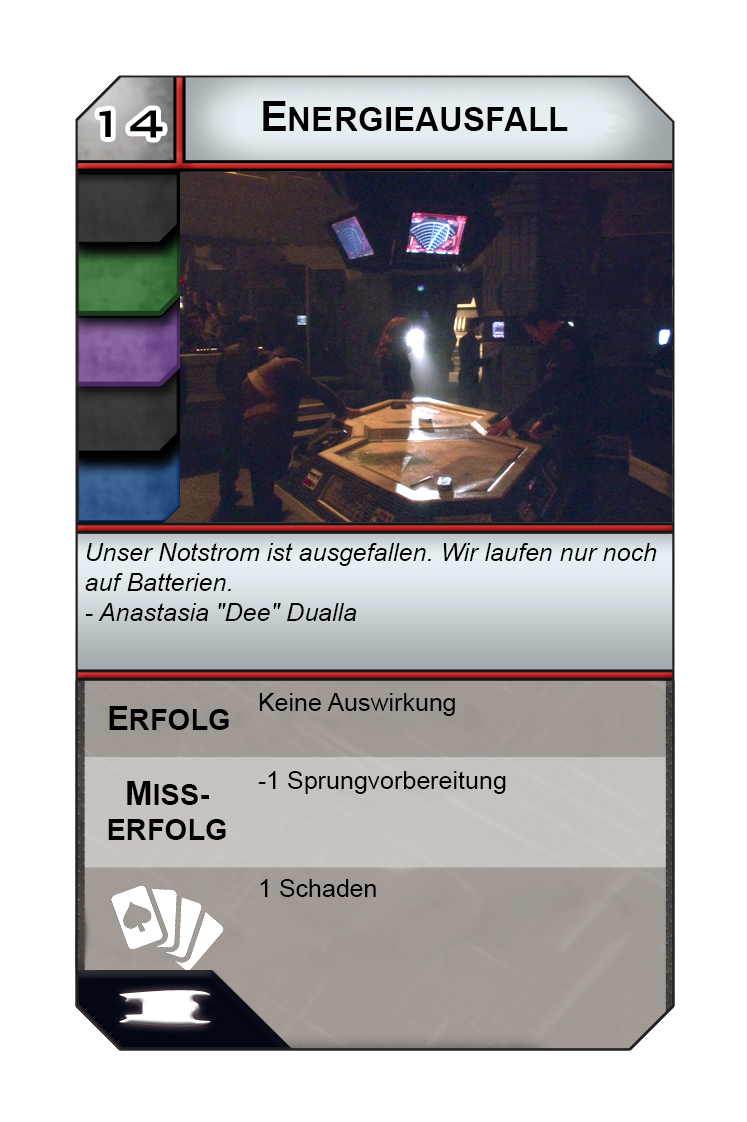 14
ENERGIEAUSFALL
Unser Notstrom ist ausgefallen. Wir laufen nur noch
auf Batterien.
- Anastasia "Dee" Dualla
ERFOLG
Keine Auswirkung
MISS-
ERFOLG
-1 Sprungvorbereitung
1 Schaden